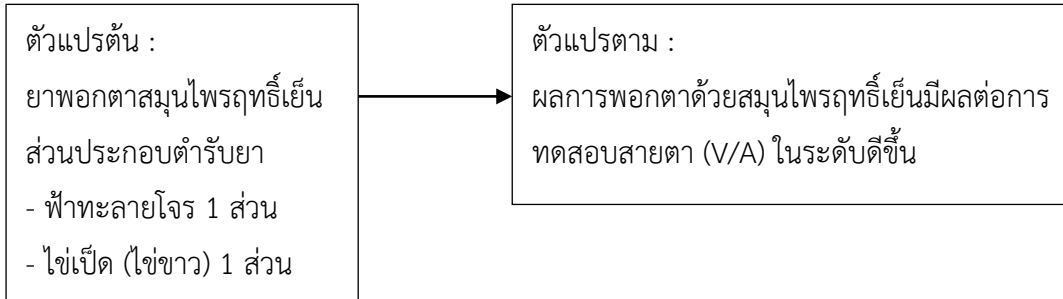 ตัวแปรต้น :
ยาพอกตาสมุนไพรฤทธิ์เย็น
ส่วนประกอบตำรับยา
- ฟ้าทะลายโจร 1 ส่วน
- ไข่เป็ด (ไข่ขาว) 1 ส่วน
ตัวแปรตาม :
ผลการพอกตาด้วยสมุนไพรฤทธิ์เย็นมีผลต่อการ
ทดสอบสายตา (V/A) ในระดับดีขึ้น